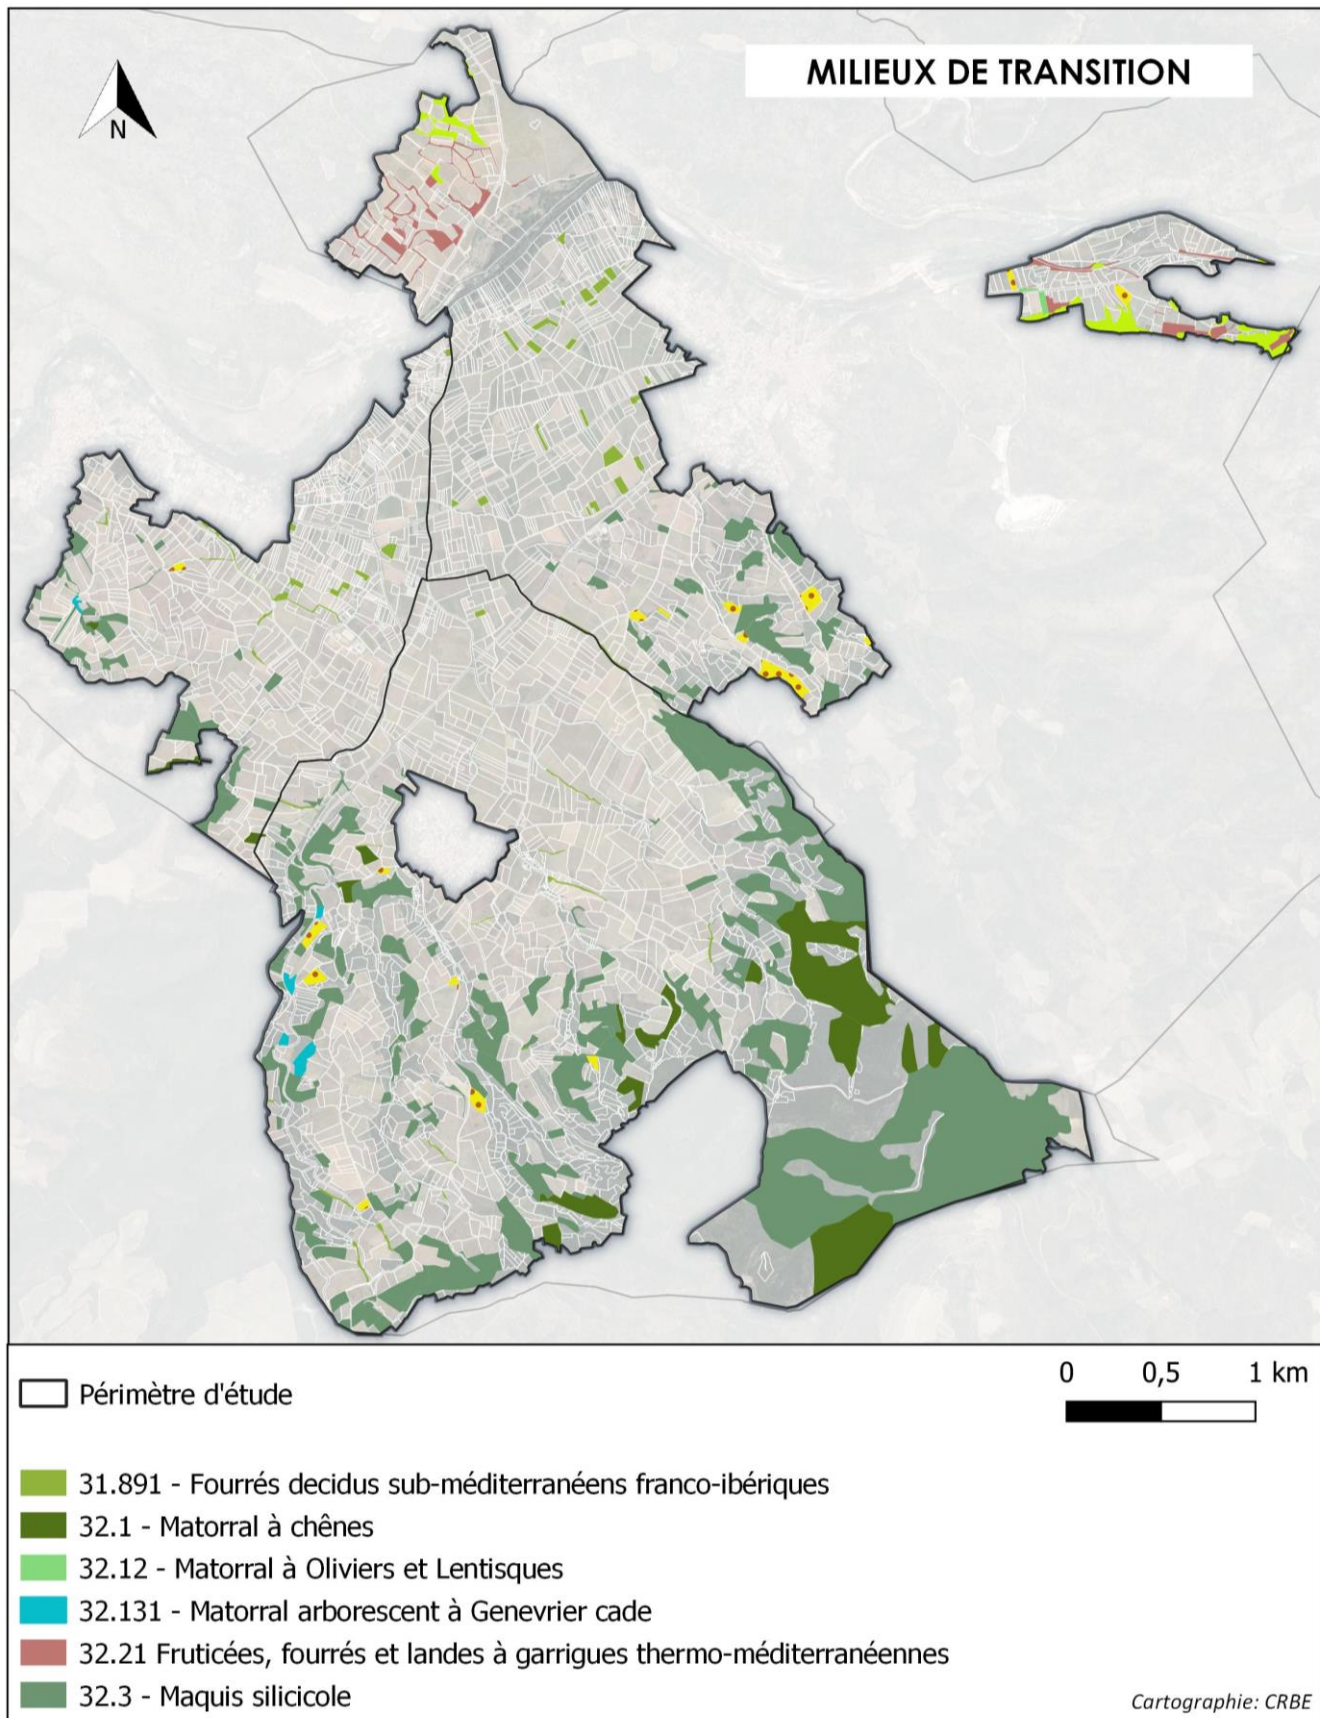 MILIEUX DE TRANSITION
N
0 0,5 1 km
Périmètre d'étude
31.891 - Fourrés decidus sub-méditerranéens franco-ibériques
32.1 - Matorral à chênes
32.12 - Matorral à Oliviers et Lentisques
32.131 - Matorral arborescent à Genevrier cade
32.21 Fruticées, fourrés et landes à garrigues thermo-méditerranéennes
32.3 - Maquis silicicole
Cartographie: CRBE